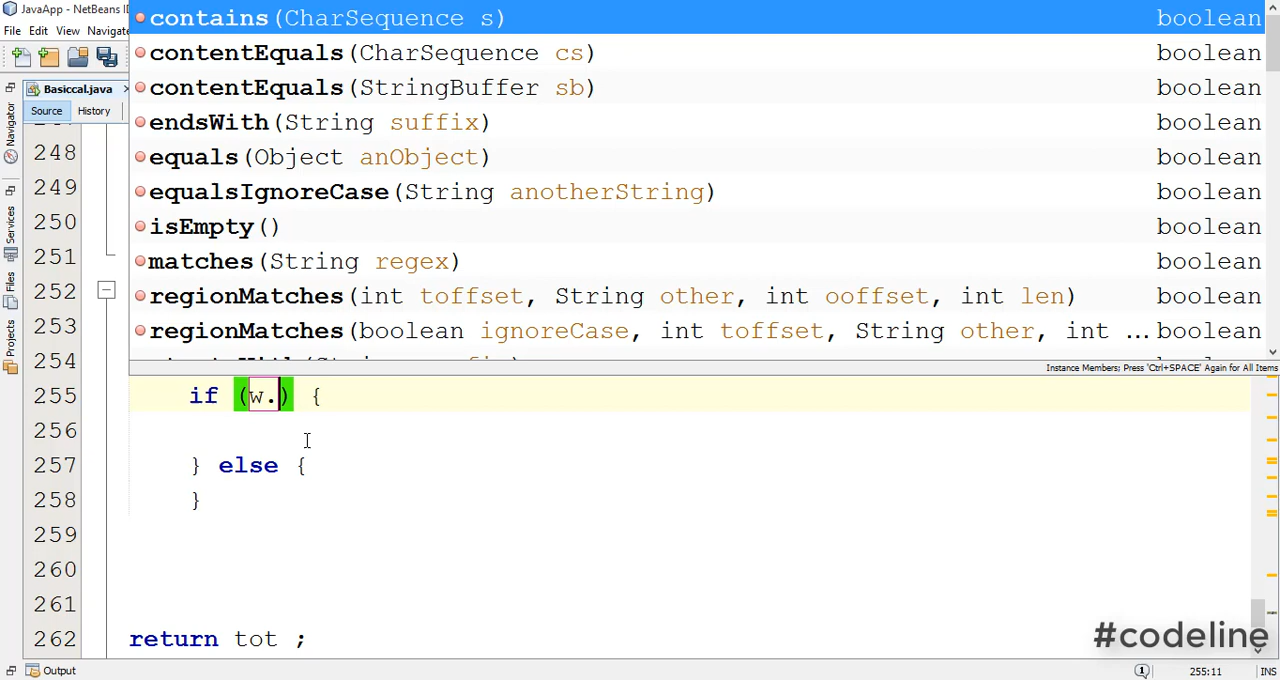 JavaApp - NetBeans ID
File Edit View Navigate
Basiccal.java
Source History
contains(CharSequence s) boolean
contentEquals(CharSequence cs) boolean
contentEquals(StringBuffer sb) boolean
endsWith(String suffix) boolean
equals(Object anObject) boolean
equalsIgnoreCase(String anotherString) boolean
isEmpty() boolean
matches(String regex) boolean
regionMatches(int toffset, String other, int ooffset, int len) boolean
regionMatches(boolean ignoreCase, int toffset, String other, int ... boolean
Instance Members; Press 'Ctrl+SPACE' Again for All Items
Navigator
Services
Files
Projects
248
249
250
251
252
253
254
255 if (w.) {
256
257 } else {
258 }
259
260
261
262 return tot ;
#codeline
Output 1 255:11 INS